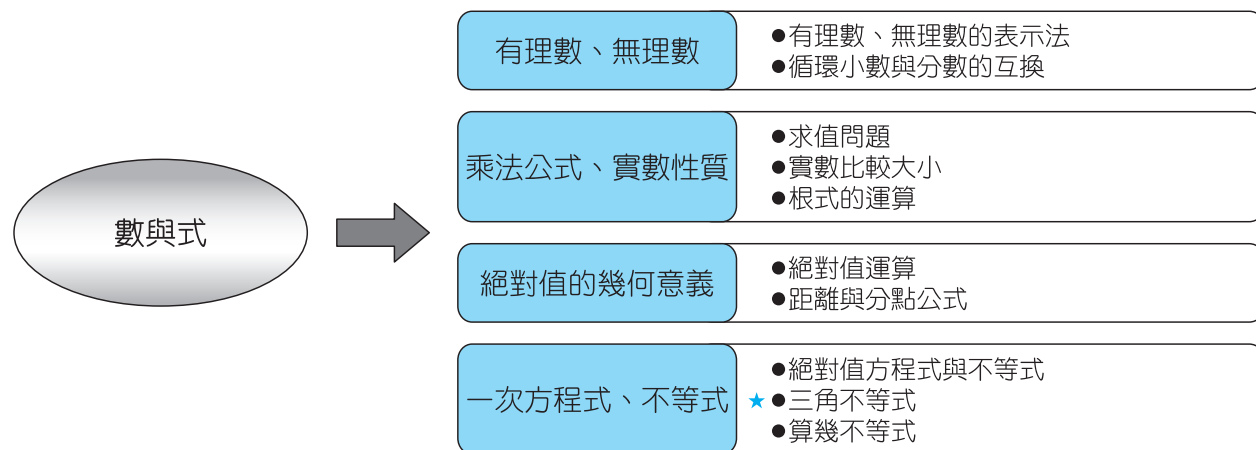 數與式
有理數、無理數
●有理數、無理數的表示法
●循環小數與分數的互換
乘法公式、實數性質
●求值問題
●實數比較大小
●根式的運算
絕對值的幾何意義
●絕對值運算
●距離與分點公式
一次方程式、不等式
●絕對值方程式與不等式
★●三角不等式
●算幾不等式